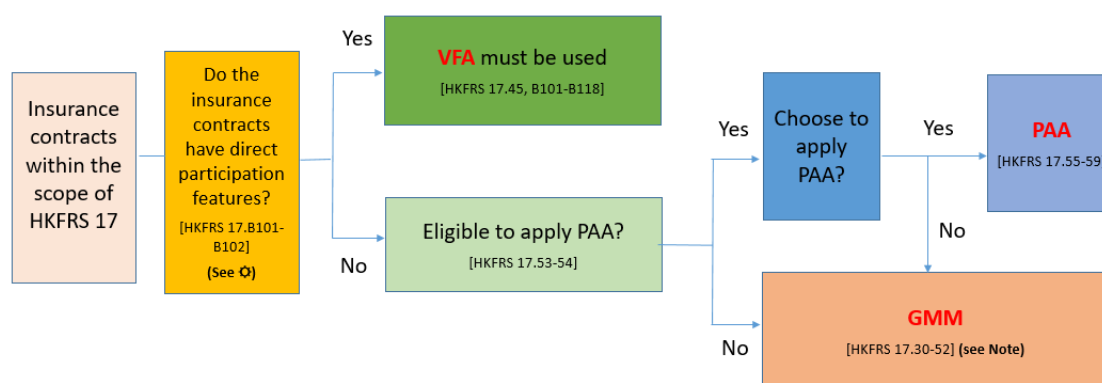 Insurance
contracts
within the
scope of
HKFRS 17
Do the
insurance
contracts
have direct
participation
features?
[HKFRS 17.B101-
B102]
(See ⛭)
Yes
VFA must be used
[HKFRS 17.45, B101-B118]
No
Eligible to apply PAA?
[HKFRS 17.53-54]
Yes
Choose to
apply
PAA?
Yes
PAA
[HKFRS 17.55-59
No
No
GMM
[HKFRS 17.30-52] (see Note)